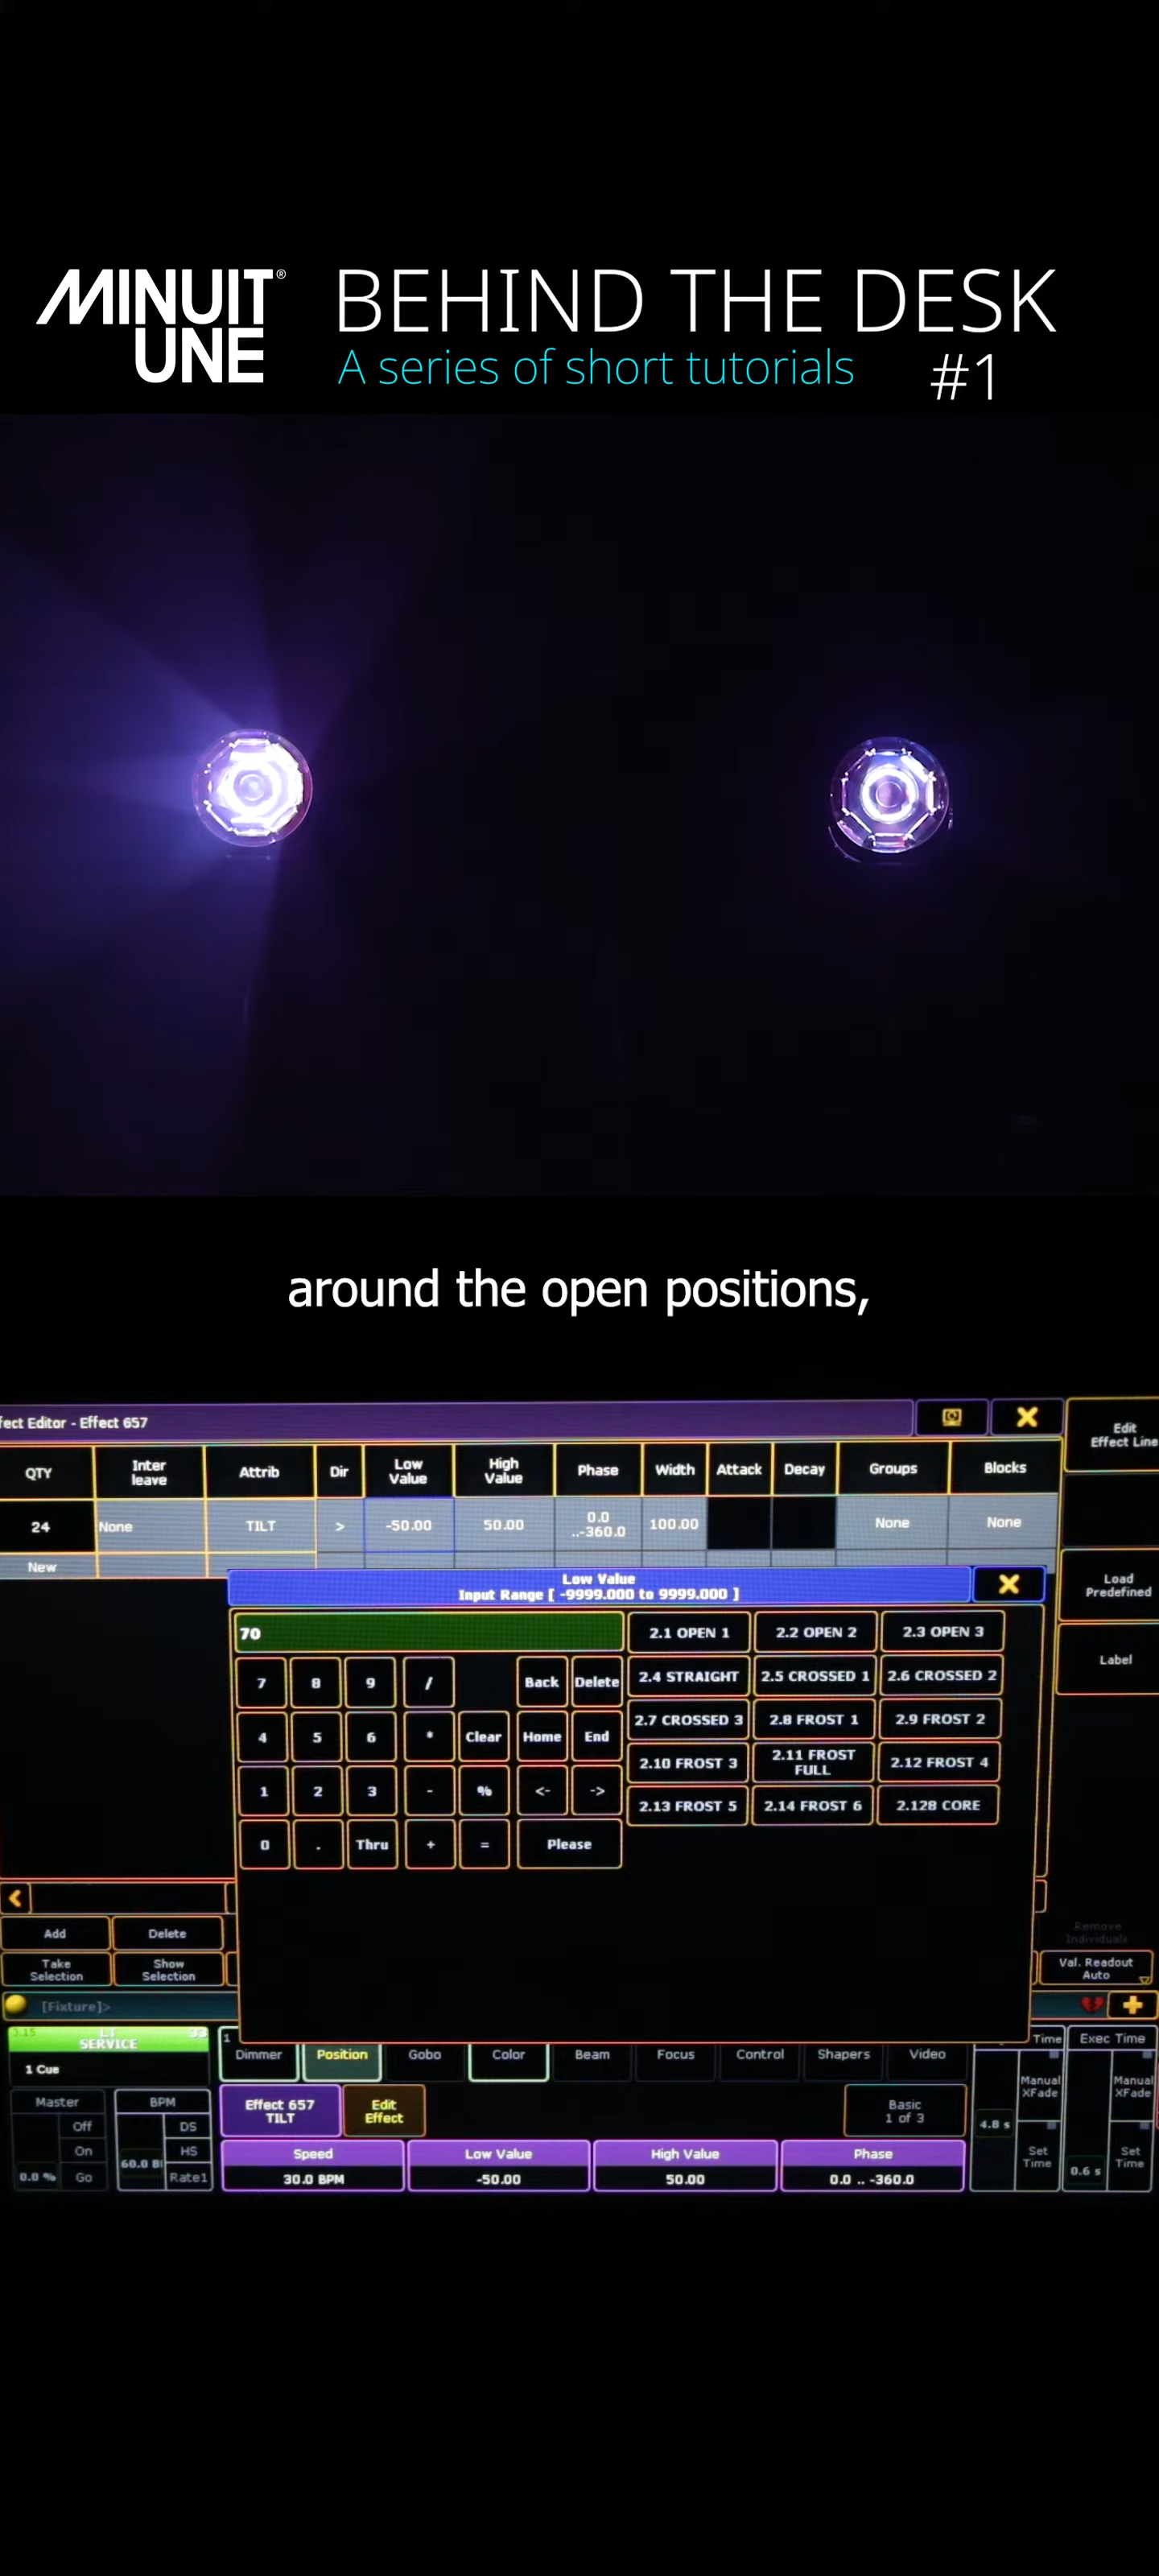 MINUIT®
UNE
BEHIND THE DESK
A series of short tutorials
#1
around the open positions,
fect Editor - Effect 657
Edit
Effect Line
QTY
Inter
leave
Attrib
Dir
Low
Value
High
Value
Phase
Width
Attack
Decay
Groups
Blocks
24
None
TILT
>
-50.00
50.00
0.0
..-360.0
100.00
None
None
New
Low Value
Input Range [ -9999.000 to 9999.000 ]
Load
Predefined
Label
70
2.1 OPEN 1
2.2 OPEN 2
2.3 OPEN 3
7 8 9 / Back Delete
2.4 STRAIGHT
2.5 CROSSED 1
2.6 CROSSED 2
4 5 6 * Clear Home End
2.7 CROSSED 3
2.8 FROST 1
2.9 FROST 2
1 2 3 - % <- ->
2.10 FROST 3
2.11 FROST
FULL
2.12 FROST 4
2.13 FROST 5
2.14 FROST 6
2.128 CORE
0 . Thru + = Please
Add
Delete
Take
Selection
Show
Selection
Remove
Individuals
Val. Readout
Auto
[Fixture]>
LT
SERVICE
33
1 Cue
1
Dimmer
Position
Gobo
Color
Beam
Focus
Control
Shapers
Video
Time
Exec Time
Master
BPM
Off
On
Go
0.0 %
DS
HS
Rate1
60.0 B
Effect 657
TILT
Edit
Effect
Basic
1 of 3
Speed
30.0 BPM
Low Value
-50.00
High Value
50.00
Phase
0.0 .. -360.0
4.8 s
Manual
XFade
Set
Time
0.6 s
Manual
XFade
Set
Time